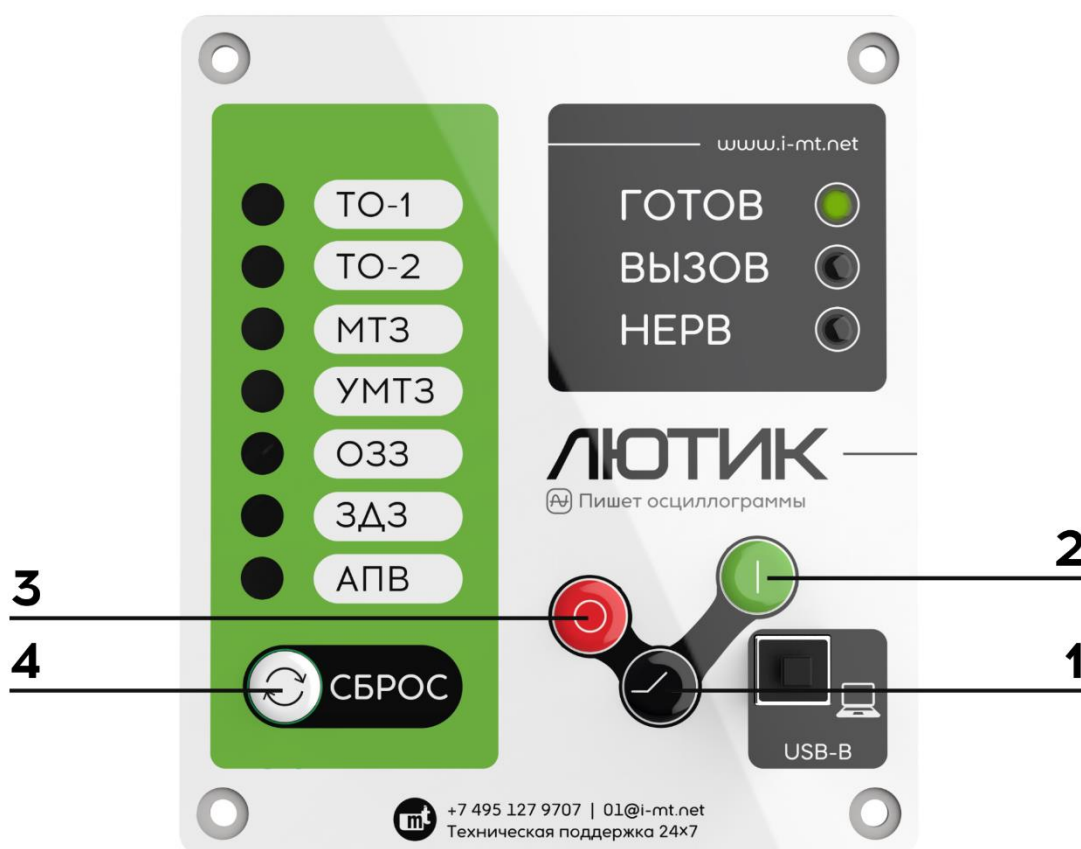 www.i-mt.net
ТО-1
ТО-2
МТЗ
УМТЗ
ОЗЗ
ЗДЗ
АПВ
СБРОС
ГОТОВ
ВЫЗОВ
НЕРВ
ЛЮТИК
Пишет осциллограммы
3
4
2
1
USB-B
mt
+7 495 127 9707 | 01@i-mt.net
Техническая поддержка 24×7